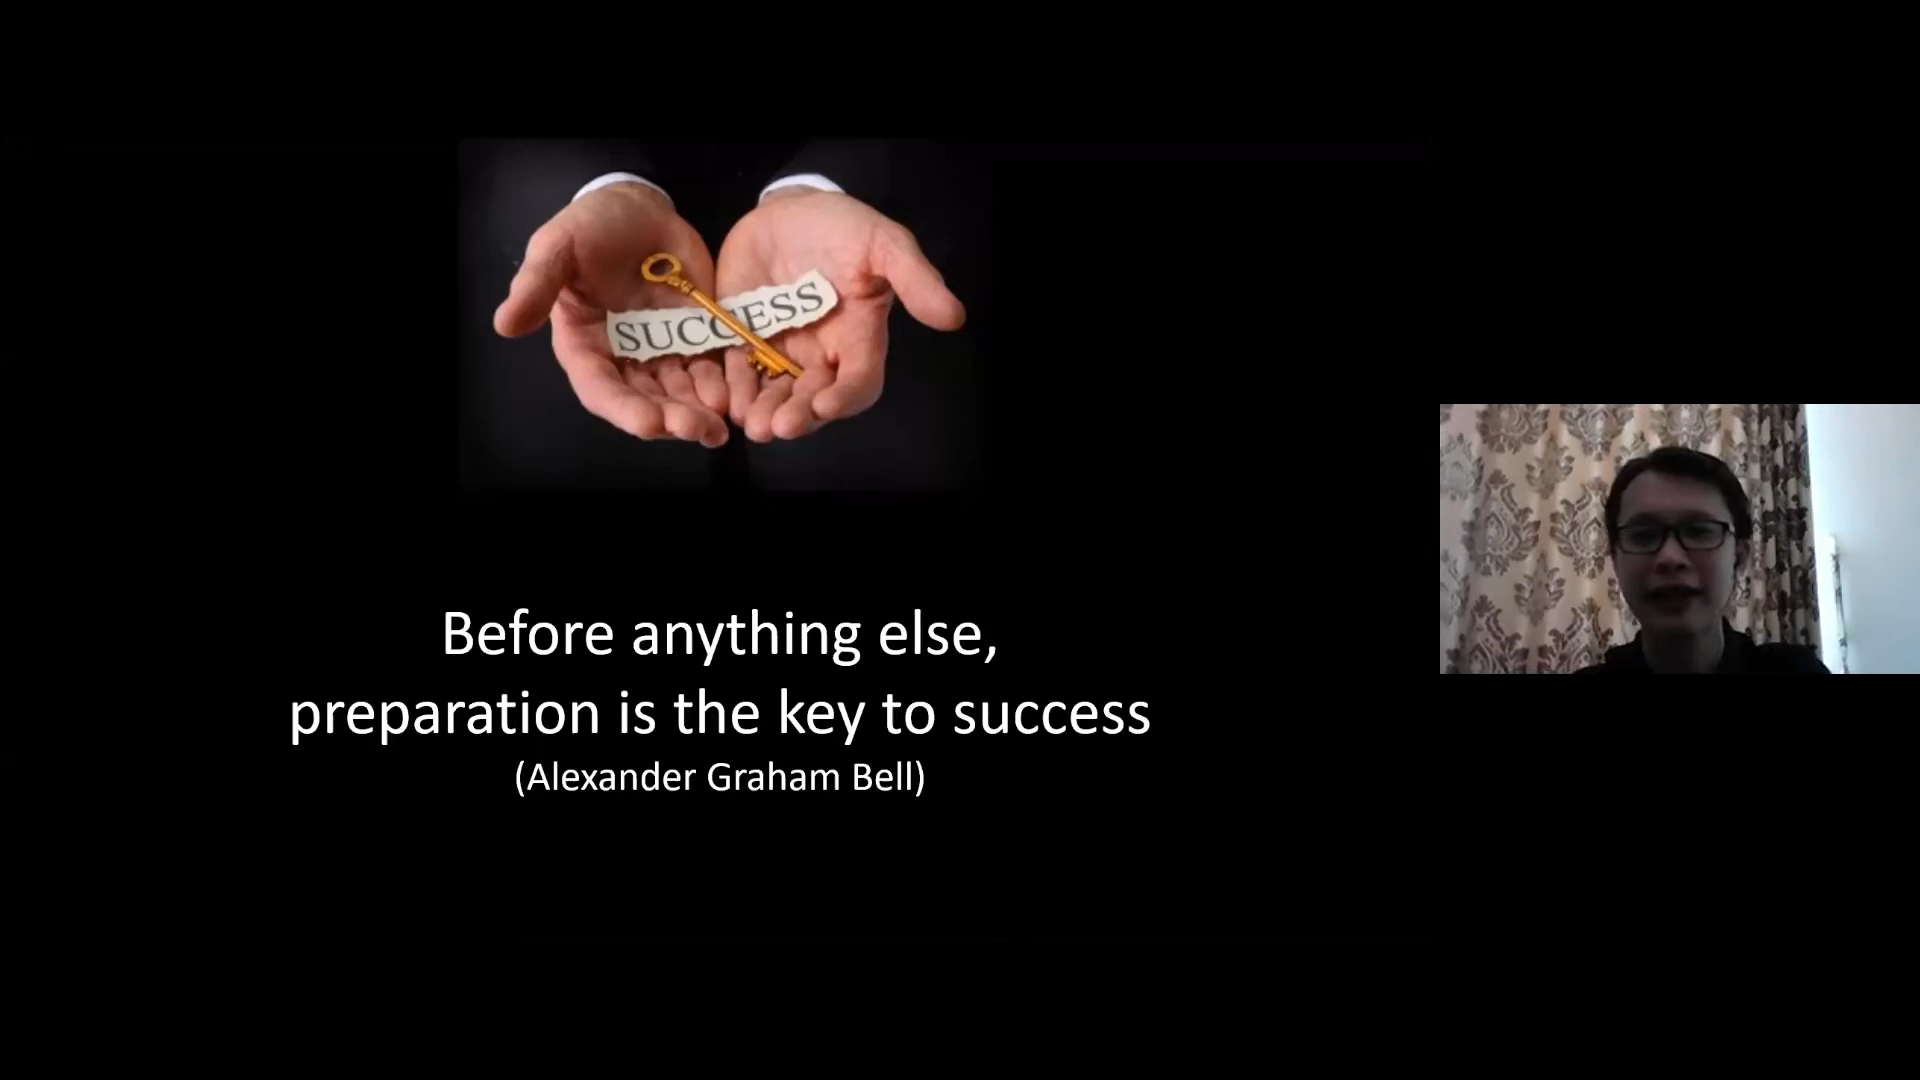 SUCCESS
Before anything else,
preparation is the key to success
(Alexander Graham Bell)